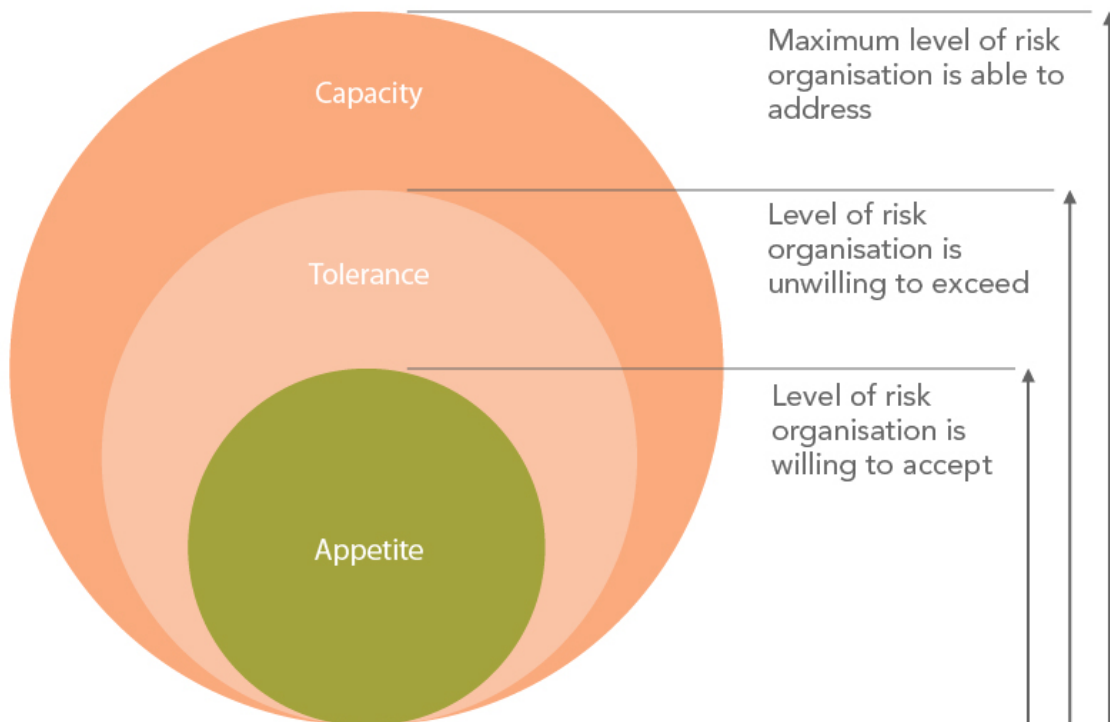 Capacity
Maximum level of risk
organisation is able to
address
Tolerance
Level of risk
organisation is
unwilling to exceed
Appetite
Level of risk
organisation is
willing to accept